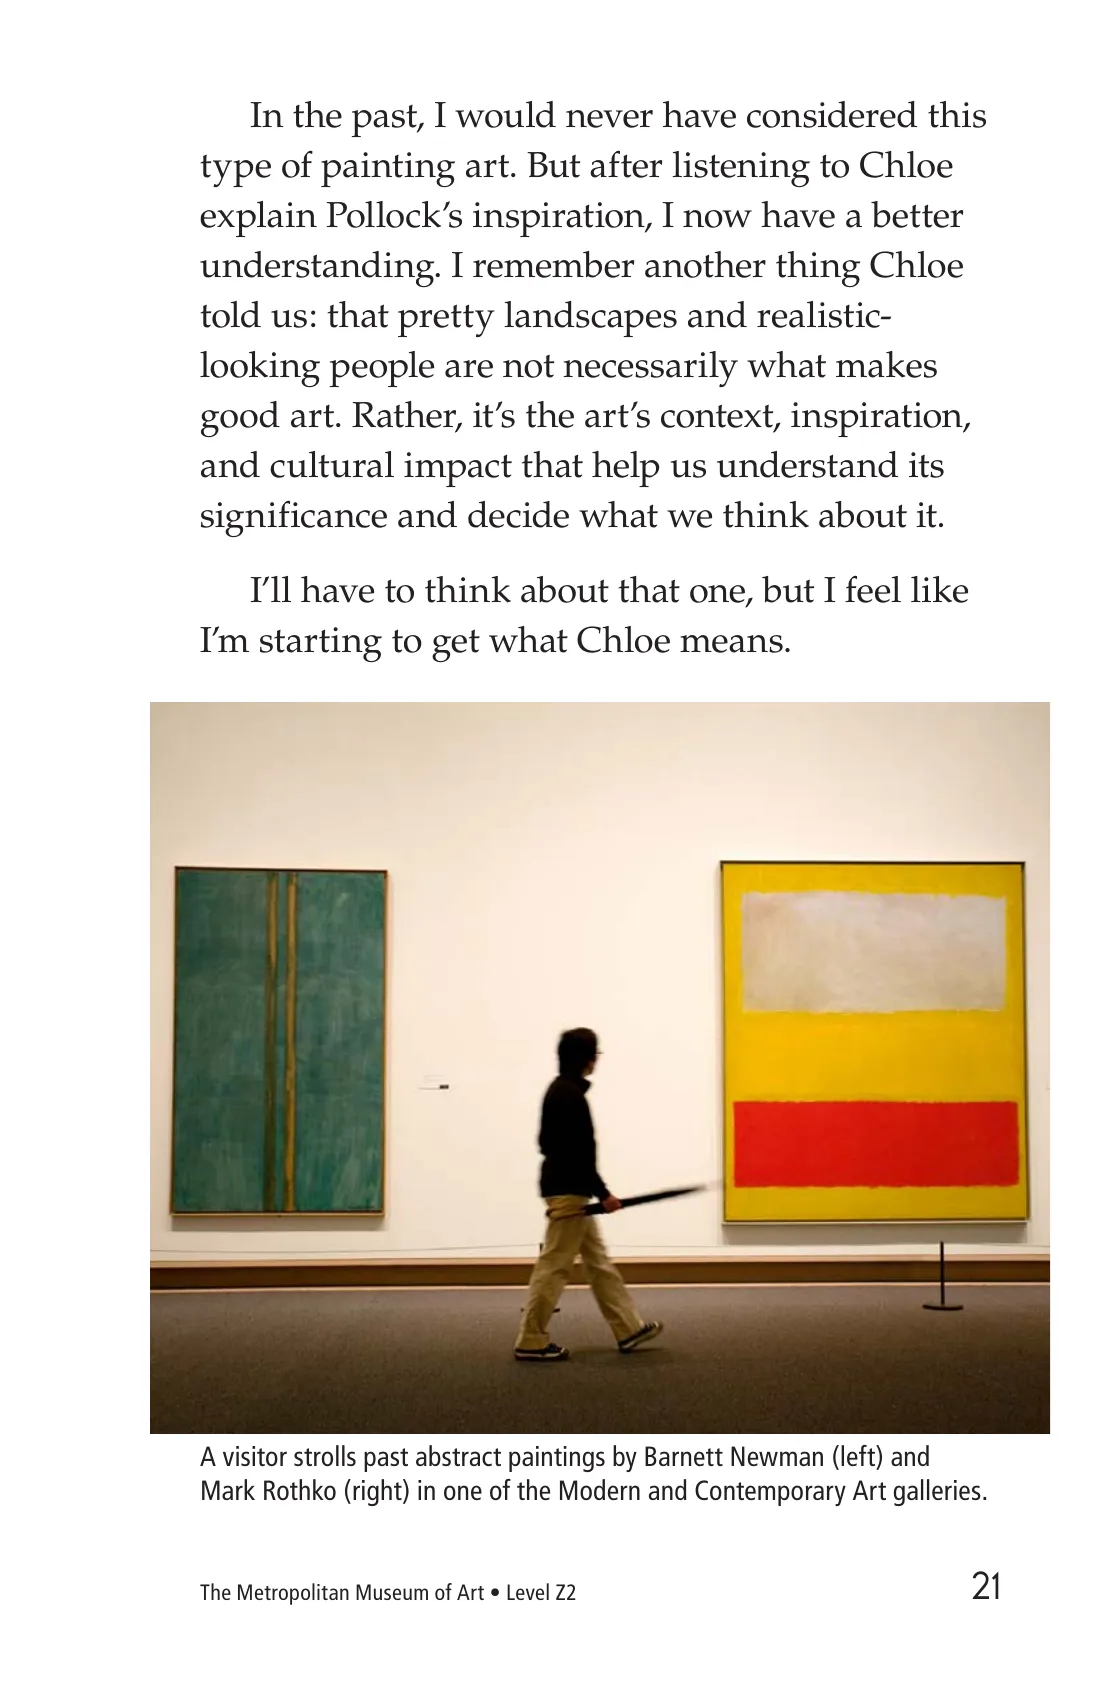 In the past, I would never have considered this
type of painting art. But after listening to Chloe
explain Pollock’s inspiration, I now have a better
understanding. I remember another thing Chloe
told us: that pretty landscapes and realistic-
looking people are not necessarily what makes
good art. Rather, it’s the art’s context, inspiration,
and cultural impact that help us understand its
significance and decide what we think about it.
I’ll have to think about that one, but I feel like
I’m starting to get what Chloe means.
A visitor strolls past abstract paintings by Barnett Newman (left) and
Mark Rothko (right) in one of the Modern and Contemporary Art galleries.
The Metropolitan Museum of Art • Level Z2
21